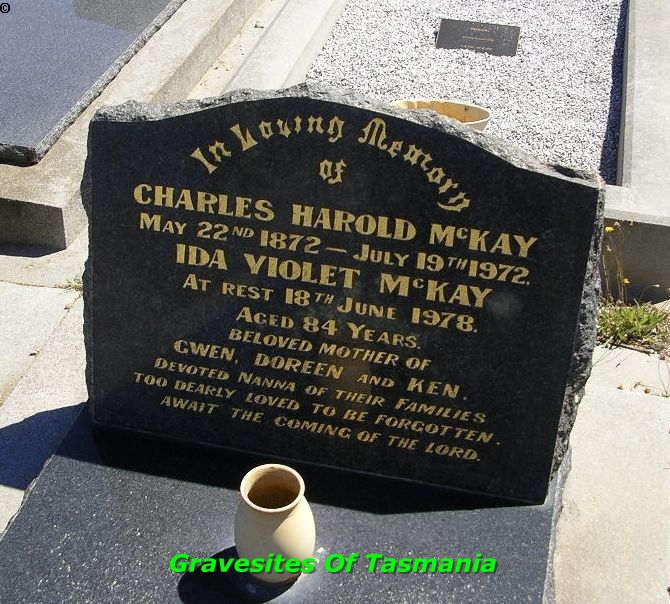 ©
In Loving Memory
of
CHARLES HAROLD McKAY
MAY 22ND 1872 — JULY 19TH 1972.
IDA VIOLET McKAY
AT REST 18TH JUNE 1978.
AGED 84 YEARS.
BELOVED MOTHER OF
GWEN, DOREEN AND KEN.
DEVOTED NANNA OF THEIR FAMILIES
TOO DEARLY LOVED TO BE FORGOTTEN.
AWAIT THE COMING OF THE LORD.
Gravesites Of Tasmania